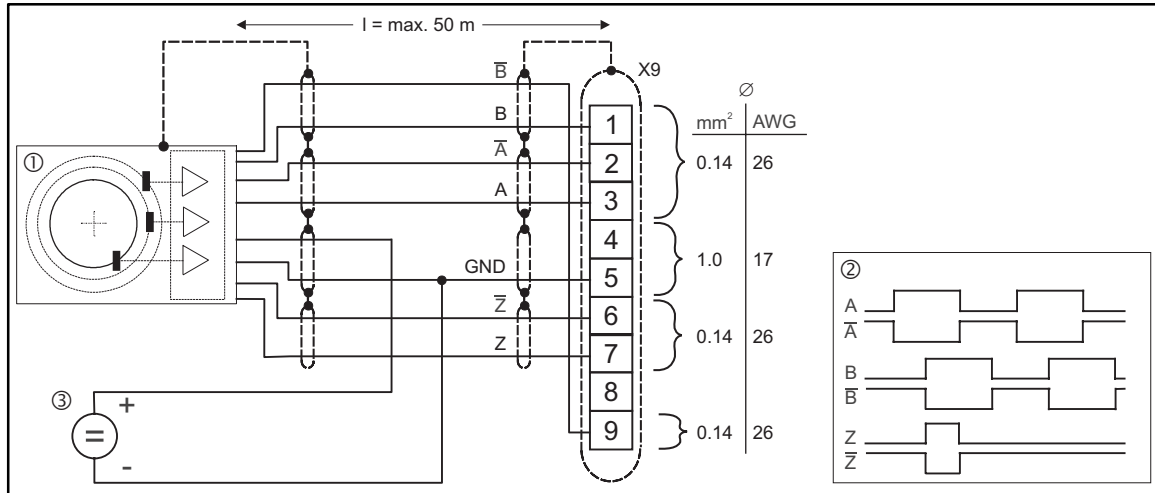 l = max. 50 m
X9
B̅
B
A̅
A
GND
Z̅
Z
1
2
3
4
5
6
7
8
9
∅
mm² AWG
0.14 26
1.0 17
0.14 26
0.14 26
①
③
+
=
-
②
A
A̅
B
B̅
Z
Z̅